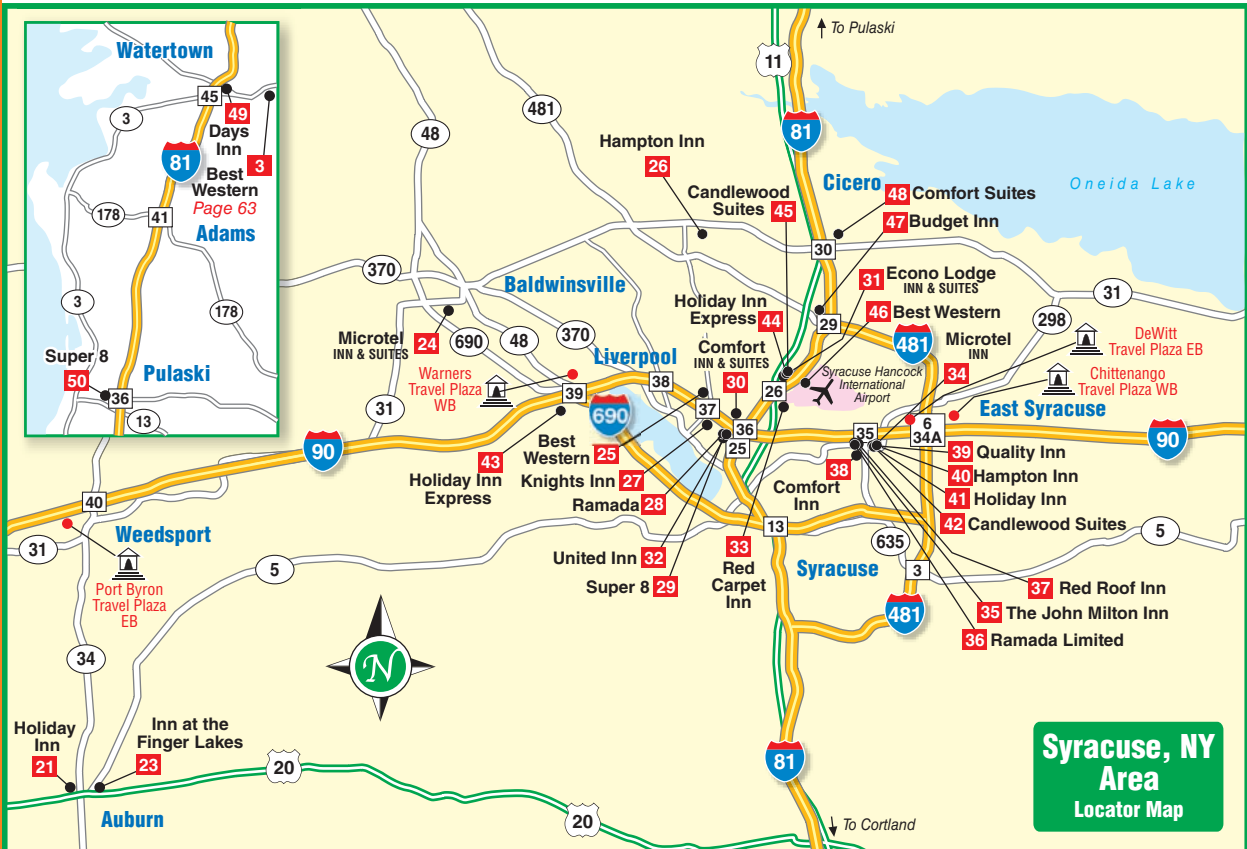 Watertown
45
49
Days
Inn
3
3
81
Best
Western
Page 63
178
41
Adams
3
178
Super 8
50
Pulaski
36
13
To Pulaski
11
481
48
81
Hampton Inn
26
Candlewood
Suites
45
Cicero
Oneida Lake
48
Comfort Suites
47
Budget Inn
30
370
Baldwinsville
31
Econo Lodge
INN & SUITES
31
Holiday Inn
Express
44
46
Best Western
298
Microtel
INN & SUITES
24
690
48
370
29
481
Microtel
INN
34
DeWitt
Travel Plaza EB
Liverpool
Comfort
INN & SUITES
30
Warners
Travel Plaza
WB
Syracuse Hancock
International
Airport
Chittenango
Travel Plaza WB
38
39
26
31
690
37
36
25
35
6
34A
East Syracuse
90
90
43
Holiday Inn
Express
Best
Western
25
Knights Inn
27
Ramada
28
38
Comfort
Inn
39
Quality Inn
40
Hampton Inn
41
Holiday Inn
42
Candlewood Suites
40
Weedsport
31
13
5
635
5
United Inn
32
Super 8
29
33
Red
Carpet
Inn
Syracuse
3
Port Byron
Travel Plaza
EB
37
Red Roof Inn
481
35
The John Milton Inn
36
Ramada Limited
34
N
Holiday
Inn
21
Inn at the
Finger Lakes
23
20
81
Syracuse, NY
Area
Locator Map
Auburn
20
To Cortland